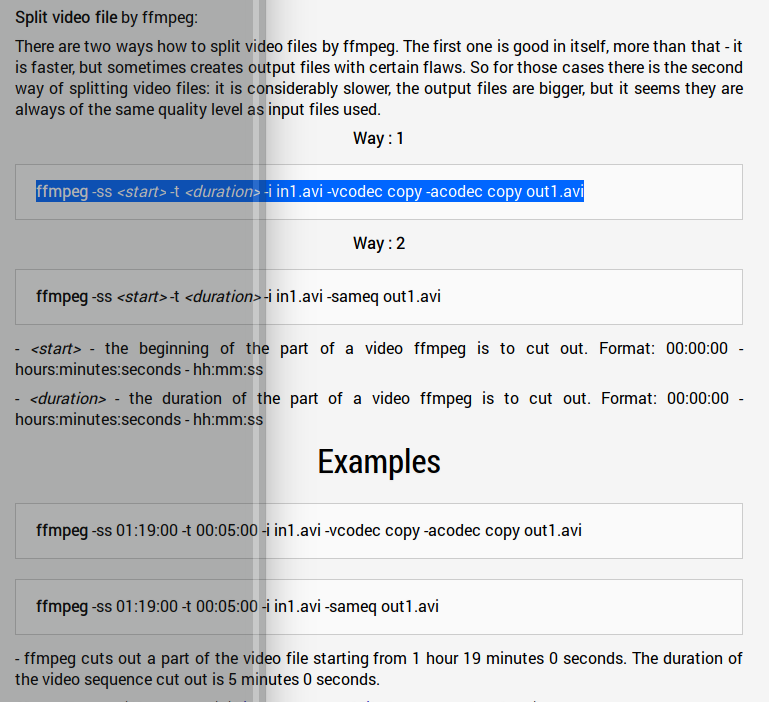 Split video file by ffmpeg:
There are two ways how to split video files by ffmpeg. The first one is good in itself, more than that - it
is faster, but sometimes creates output files with certain flaws. So for those cases there is the second
way of splitting video files: it is considerably slower, the output files are bigger, but it seems they are
always of the same quality level as input files used.
Way : 1
ffmpeg -ss <start> -t <duration> -i in1.avi -vcodec copy -acodec copy out1.avi
Way : 2
ffmpeg -ss <start> -t <duration> -i in1.avi -sameq out1.avi
- <start> - the beginning of the part of a video ffmpeg is to cut out. Format: 00:00:00 -
hours:minutes:seconds - hh:mm:ss
- <duration> - the duration of the part of a video ffmpeg is to cut out. Format: 00:00:00 -
hours:minutes:seconds - hh:mm:ss
Examples
ffmpeg -ss 01:19:00 -t 00:05:00 -i in1.avi -vcodec copy -acodec copy out1.avi
ffmpeg -ss 01:19:00 -t 00:05:00 -i in1.avi -sameq out1.avi
- ffmpeg cuts out a part of the video file starting from 1 hour 19 minutes 0 seconds. The duration of
the video sequence cut out is 5 minutes 0 seconds.